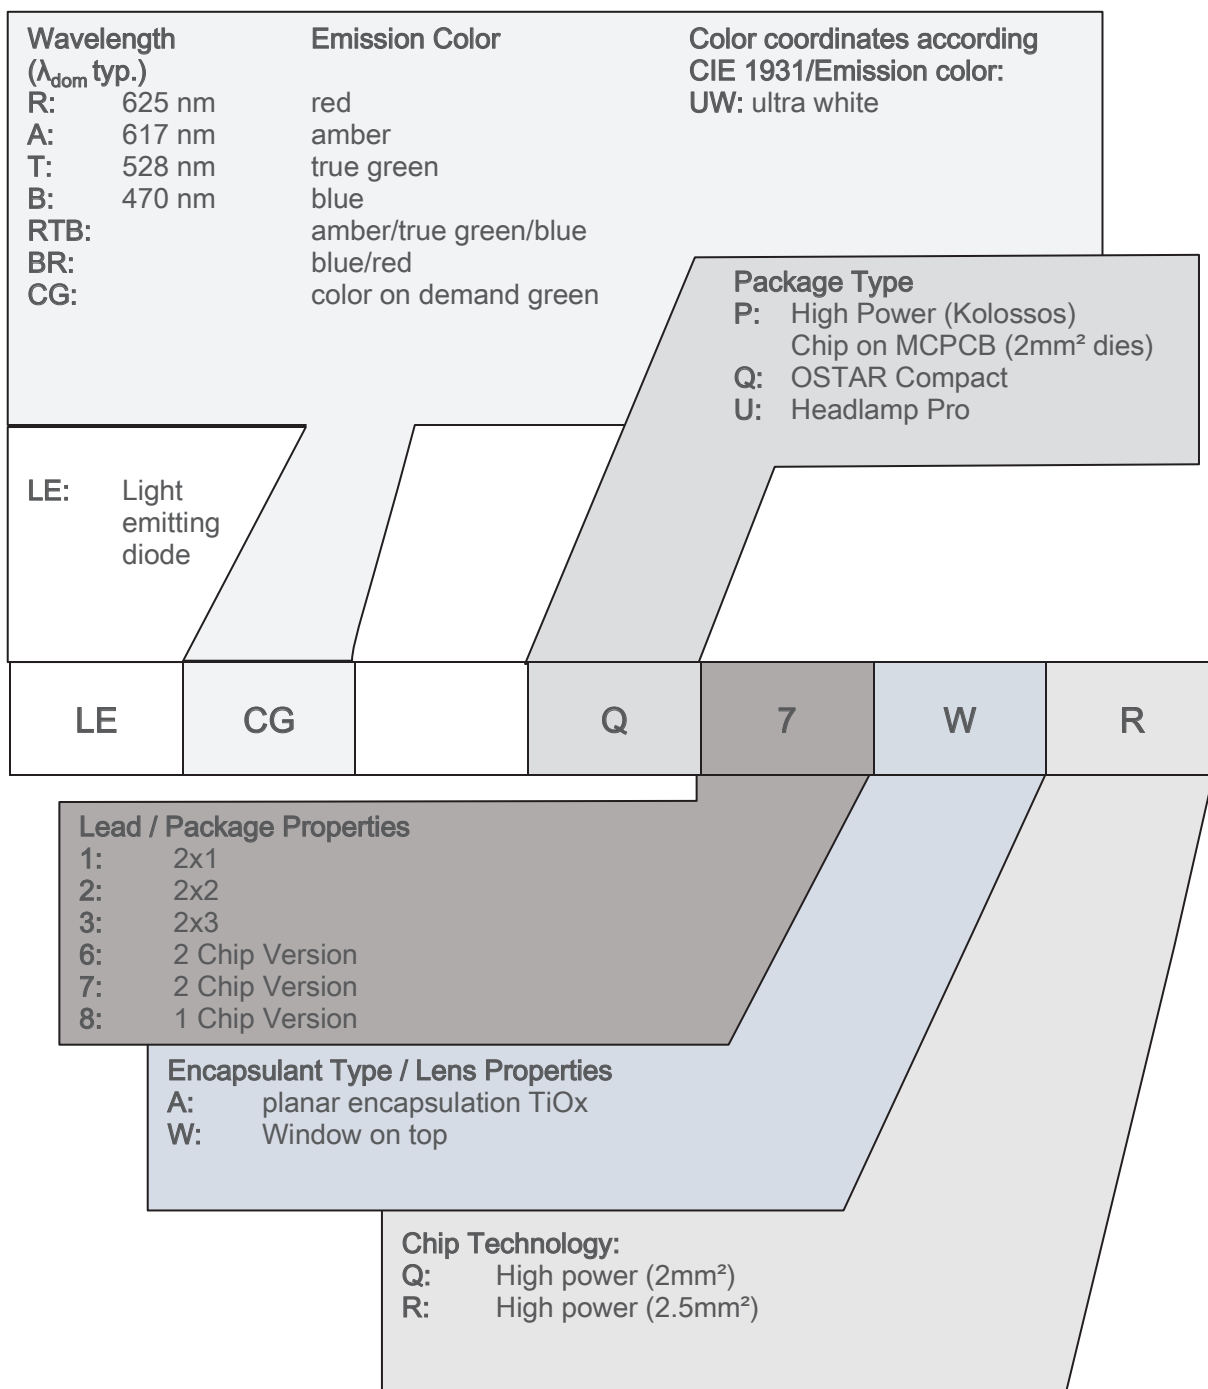 Wavelength Emission Color Color coordinates according
(λdom typ.) CIE 1931/Emission color:
R: 625 nm red UW: ultra white
A: 617 nm amber
T: 528 nm true green
B: 470 nm blue
RTB: amber/true green/blue
BR: blue/red
CG: color on demand green
Package Type
P: High Power (Kolossos)
Chip on MCPCB (2mm² dies)
Q: OSTAR Compact
U: Headlamp Pro
LE: Light
emitting
diode
LE CG Q 7 W R
Lead / Package Properties
1: 2x1
2: 2x2
3: 2x3
6: 2 Chip Version
7: 2 Chip Version
8: 1 Chip Version
Encapsulant Type / Lens Properties
A: planar encapsulation TiOx
W: Window on top
Chip Technology:
Q: High power (2mm²)
R: High power (2.5mm²)